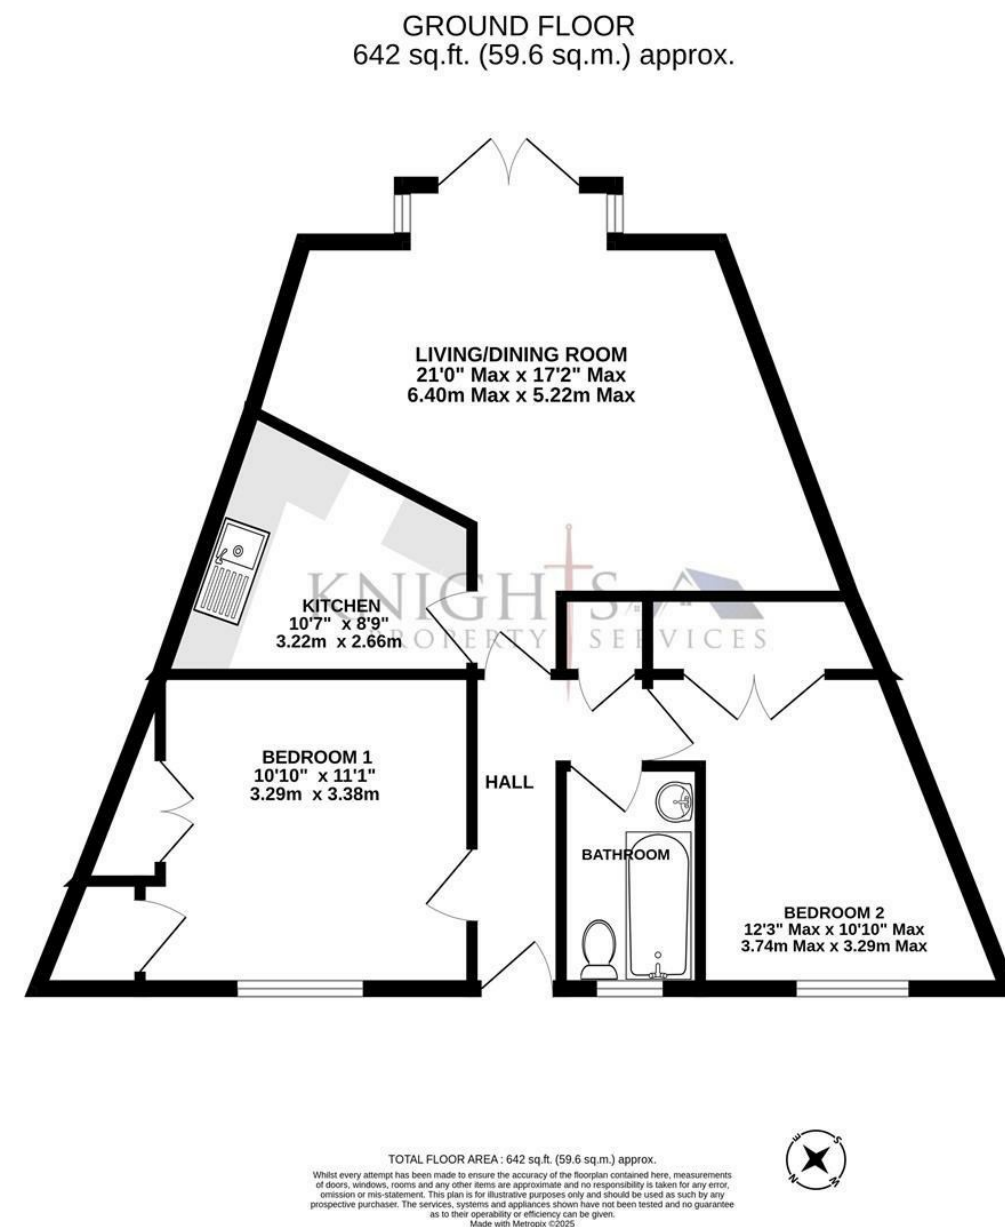 GROUND FLOOR
642 sq.ft. (59.6 sq.m.) approx.
LIVING/DINING ROOM
21'0" Max x 17'2" Max
6.40m Max x 5.22m Max
KNIGHTS
PROPERTY SERVICES
KITCHEN
10'7" x 8'9"
3.22m x 2.66m
BEDROOM 1
10'10" x 11'1"
3.29m x 3.38m
HALL
BATHROOM
BEDROOM 2
12'3" Max x 10'10" Max
3.74m Max x 3.29m Max
TOTAL FLOOR AREA : 642 sq.ft. (59.6 sq.m.) approx.
Whilst every attempt has been made to ensure the accuracy of the floorplan contained here, measurements
of doors, windows, rooms and any other items are approximate and no responsibility is taken for any error,
omission or mis-statement. This plan is for illustrative purposes only and should be used as such by any
prospective purchaser. The services, systems and appliances shown have not been tested and no guarantee
as to their operability or efficiency can be given.
Made with Metropix ©2025
E S
N W